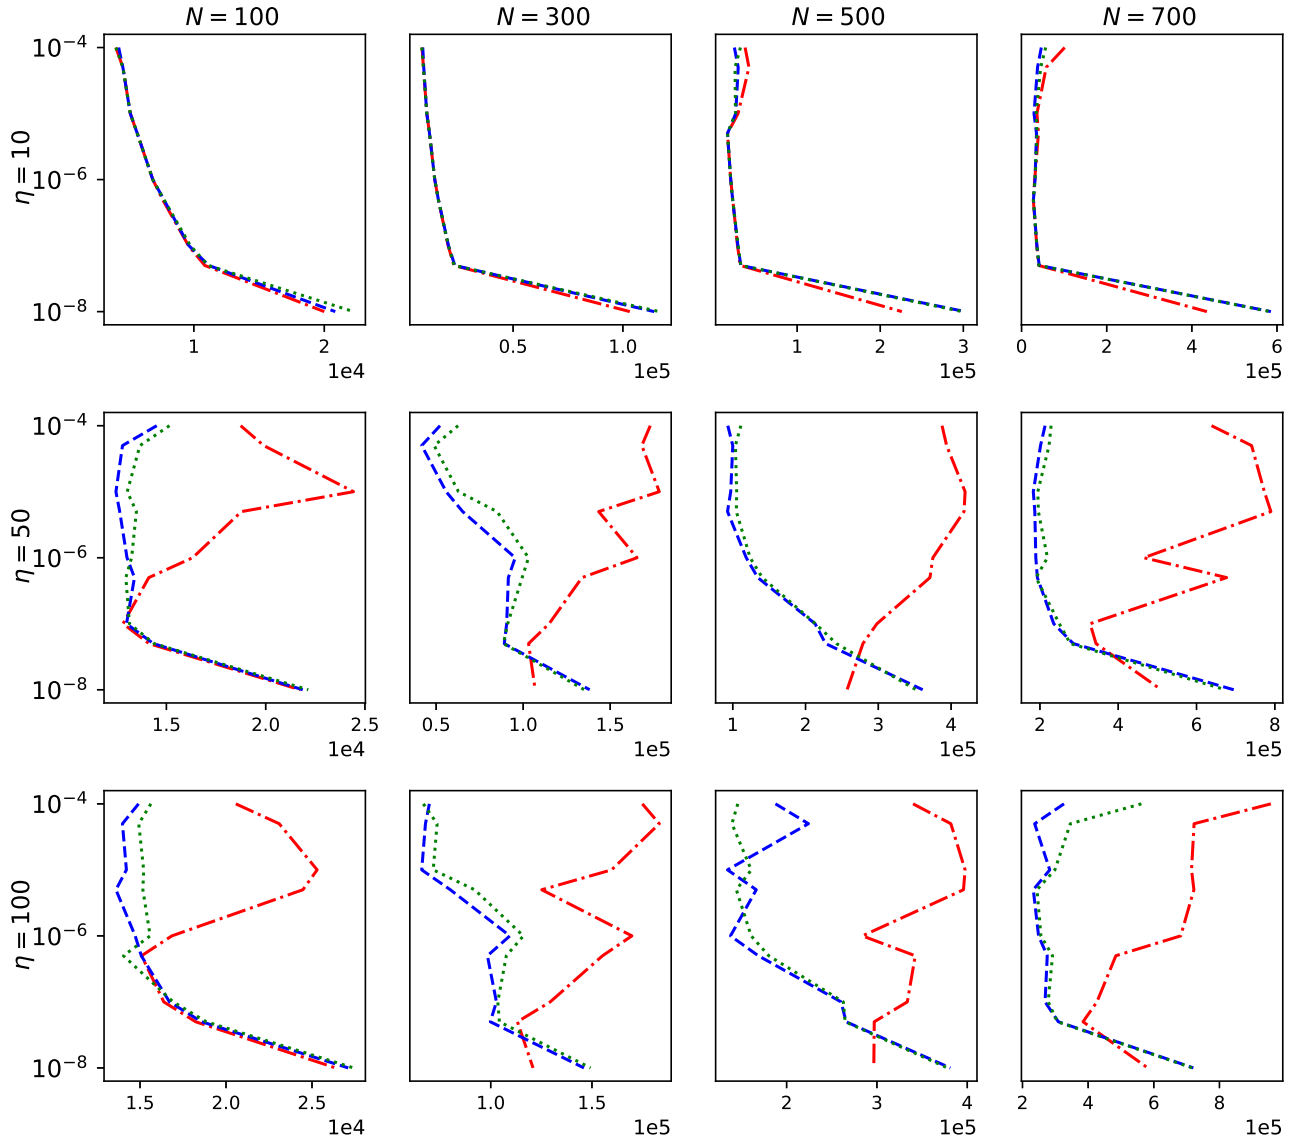 N = 100 N = 300 N = 500 N = 700
η = 10
10⁻⁴
10⁻⁶
10⁻⁸
1 2
1e4
0.5 1.0
1e5
1 2 3
1e5
0 2 4 6
1e5
η = 50
10⁻⁴
10⁻⁶
10⁻⁸
1.5 2.0 2.5
1e4
0.5 1.0 1.5
1e5
1 2 3 4
1e5
2 4 6 8
1e5
η = 100
10⁻⁴
10⁻⁶
10⁻⁸
1.5 2.0 2.5
1e4
1.0 1.5
1e5
2 3 4
1e5
2 4 6 8
1e5